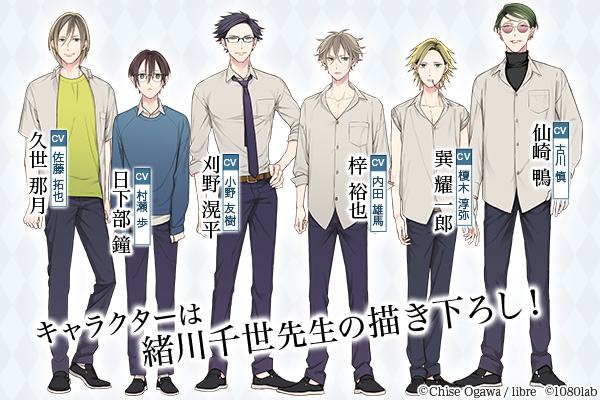 久世 那月
CV 佐藤 拓也
日下部 鐘
CV 村瀬 歩
刈野 滉平
CV 小野 友樹
梓 裕也
CV 内田 雄馬
巽 耀一郎
CV 榎木 淳弥
仙崎 鴨
CV 古川 慎
キャラクターは
緒川千世先生の描き下ろし!
©Chise Ogawa / libre ©1080lab